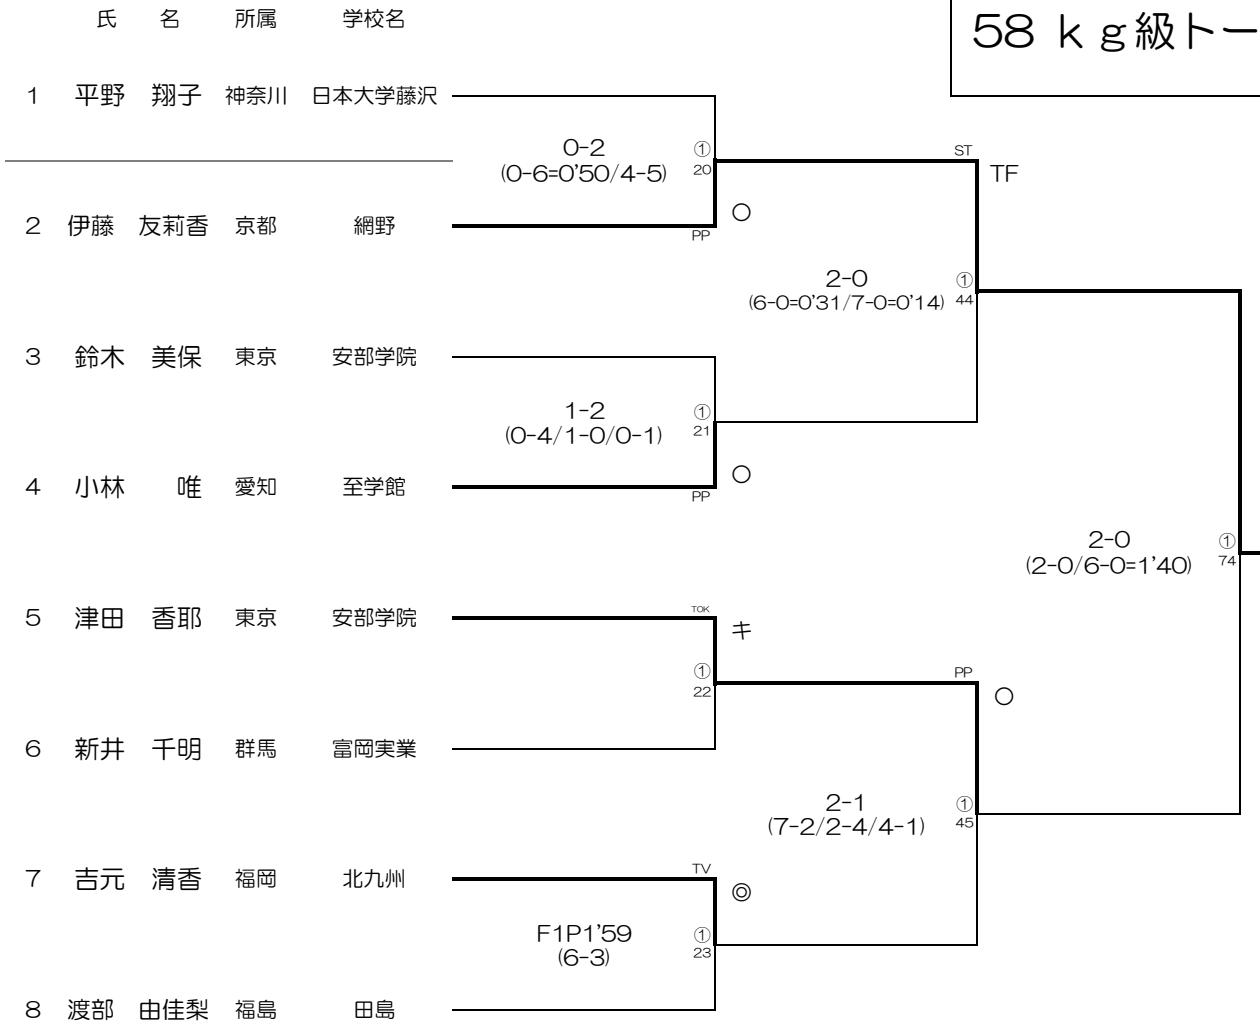 氏 名 所属 学校名
58 kg級トー
1 平野 翔子 神奈川 日本大学藤沢
0-2
(0-6=0'50/4-5)
①
20
ST
TF
2 伊藤 友莉香 京都 網野
○
PP
2-0
(6-0=0'31/7-0=0'14)
①
44
3 鈴木 美保 東京 安部学院
1-2
(0-4/1-0/0-1)
①
21
4 小林 唯 愛知 至学館
○
PP
2-0
(2-0/6-0=1'40)
①
74
5 津田 香耶 東京 安部学院
TOK
キ
①
22
PP
○
6 新井 千明 群馬 富岡実業
2-1
(7-2/2-4/4-1)
①
45
7 吉元 清香 福岡 北九州
TV
◎
F1P1'59
(6-3)
①
23
8 渡部 由佳梨 福島 田島